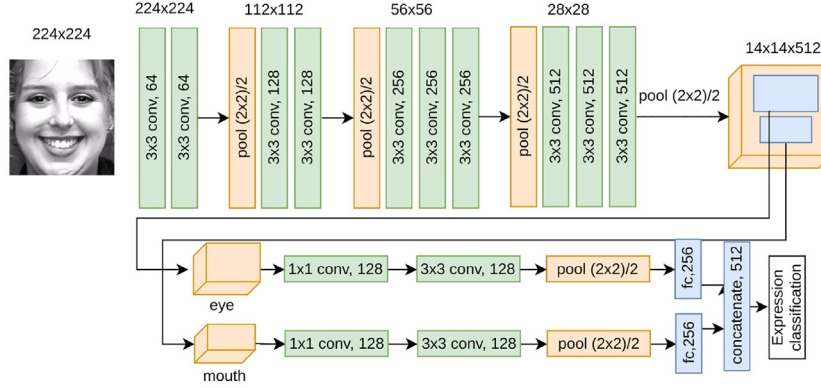 224x224
224x224
112x112
56x56
28x28
14x14x512
3x3 conv, 64
3x3 conv, 64
pool (2x2)/2
3x3 conv, 128
3x3 conv, 128
pool (2x2)/2
3x3 conv, 256
3x3 conv, 256
3x3 conv, 256
pool (2x2)/2
3x3 conv, 512
3x3 conv, 512
3x3 conv, 512
pool (2x2)/2
eye
1x1 conv, 128
3x3 conv, 128
pool (2x2)/2
fc,256
mouth
1x1 conv, 128
3x3 conv, 128
pool (2x2)/2
fc,256
concatenate, 512
Expression
classification